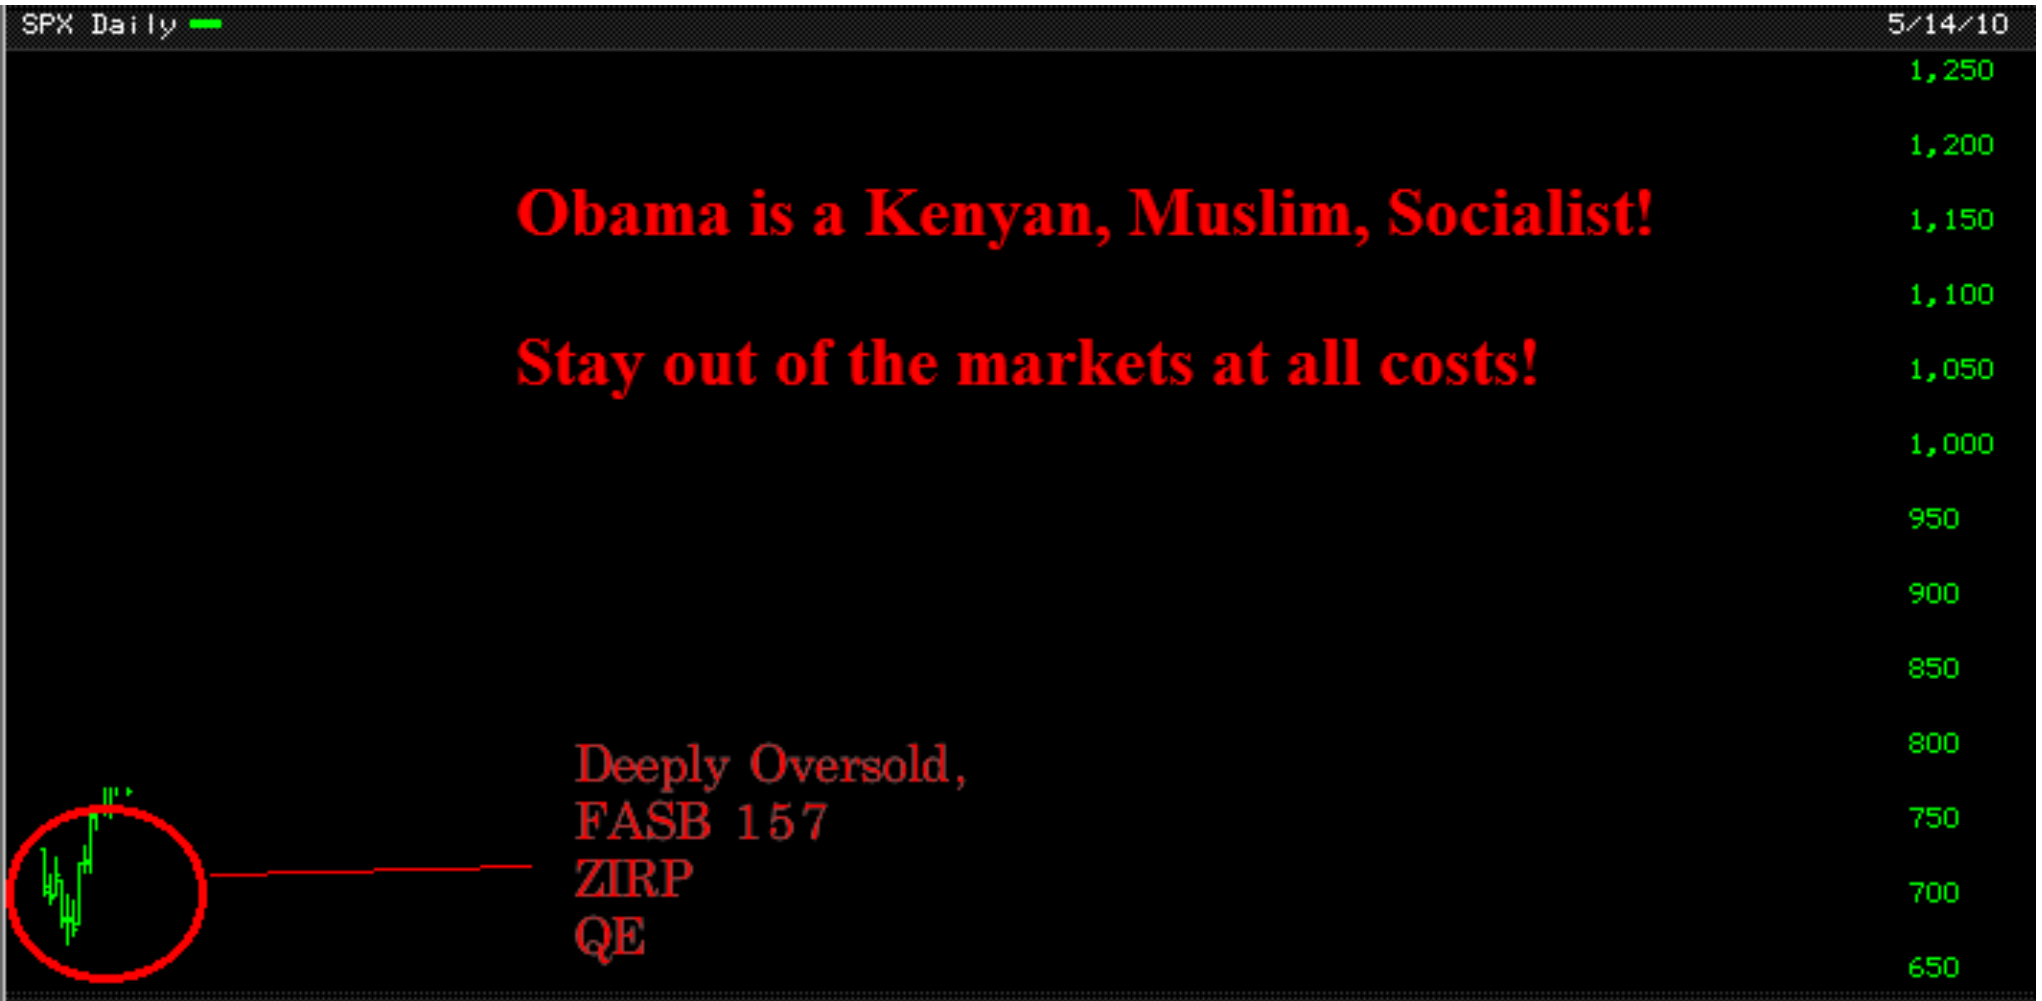 SPX Daily 5/14/10
1,250
1,200
Obama is a Kenyan, Muslim, Socialist!
1,150
1,100
Stay out of the markets at all costs!
1,050
1,000
950
900
850
800
Deeply Oversold,
FASB 157
750
ZIRP
700
QE
650